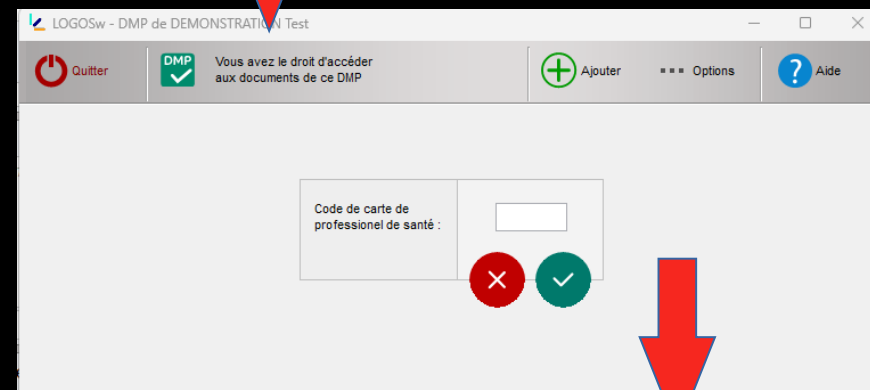 LOGOSw - DMP de DEMONSTRATION Test
Quitter
DMP
Vous avez le droit d'accéder
aux documents de ce DMP
Ajouter
Options
? Aide
Code de carte de
professionel de santé :